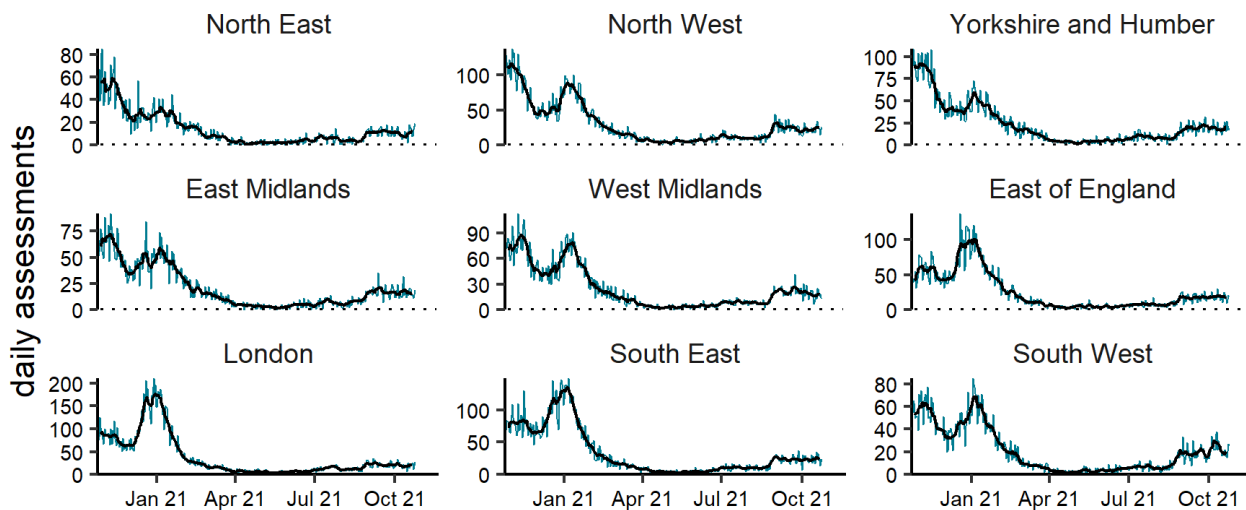 North East
North West
Yorkshire and Humber
80
60
40
20
0
100
50
0
100
75
50
25
0
East Midlands
West Midlands
East of England
75
50
25
0
90
60
30
0
100
50
0
London
South East
South West
200
150
100
50
0
100
50
0
80
60
40
20
0
Jan 21 Apr 21 Jul 21 Oct 21
Jan 21 Apr 21 Jul 21 Oct 21
Jan 21 Apr 21 Jul 21 Oct 21
daily assessments